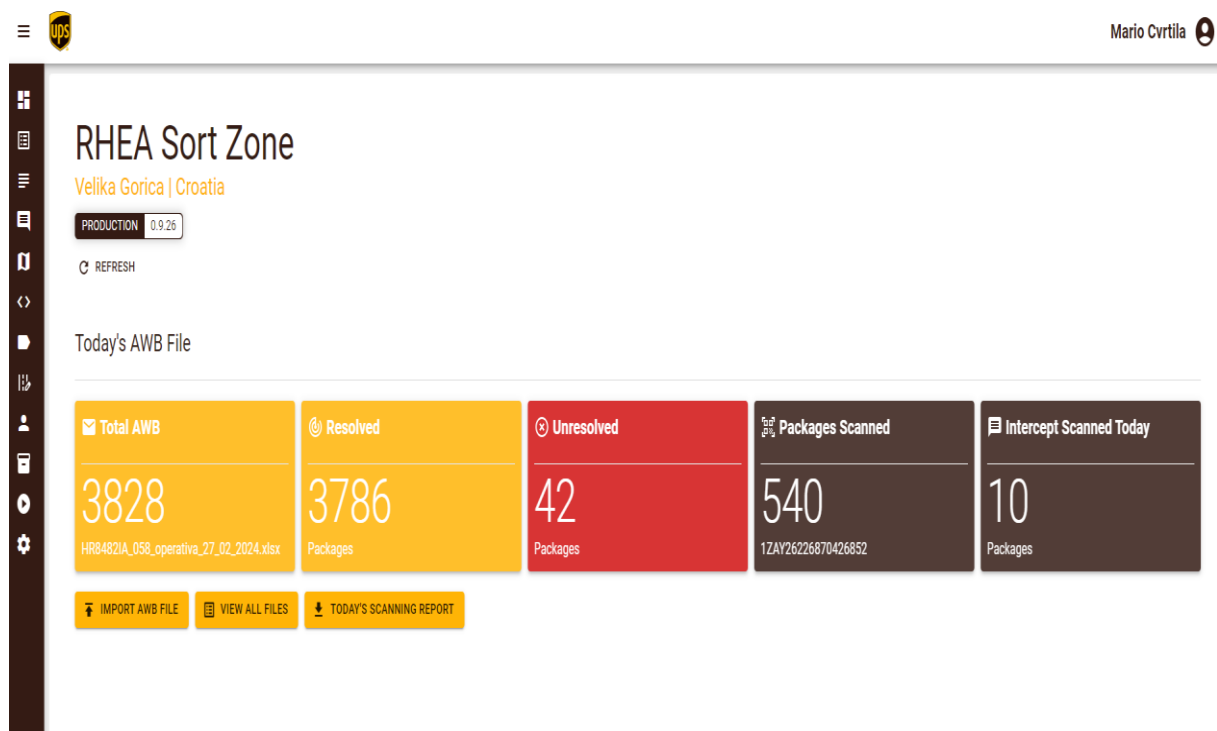 ups
Mario Cvrtila
RHEA Sort Zone
Velika Gorica | Croatia
PRODUCTION 0.9.26
REFRESH
Today's AWB File
Total AWB
3828
HR8482IA_058_operativa_27_02_2024.xlsx
Resolved
3786
Packages
Unresolved
42
Packages
Packages Scanned
540
1ZAY26226870426852
Intercept Scanned Today
10
Packages
IMPORT AWB FILE
VIEW ALL FILES
TODAY'S SCANNING REPORT